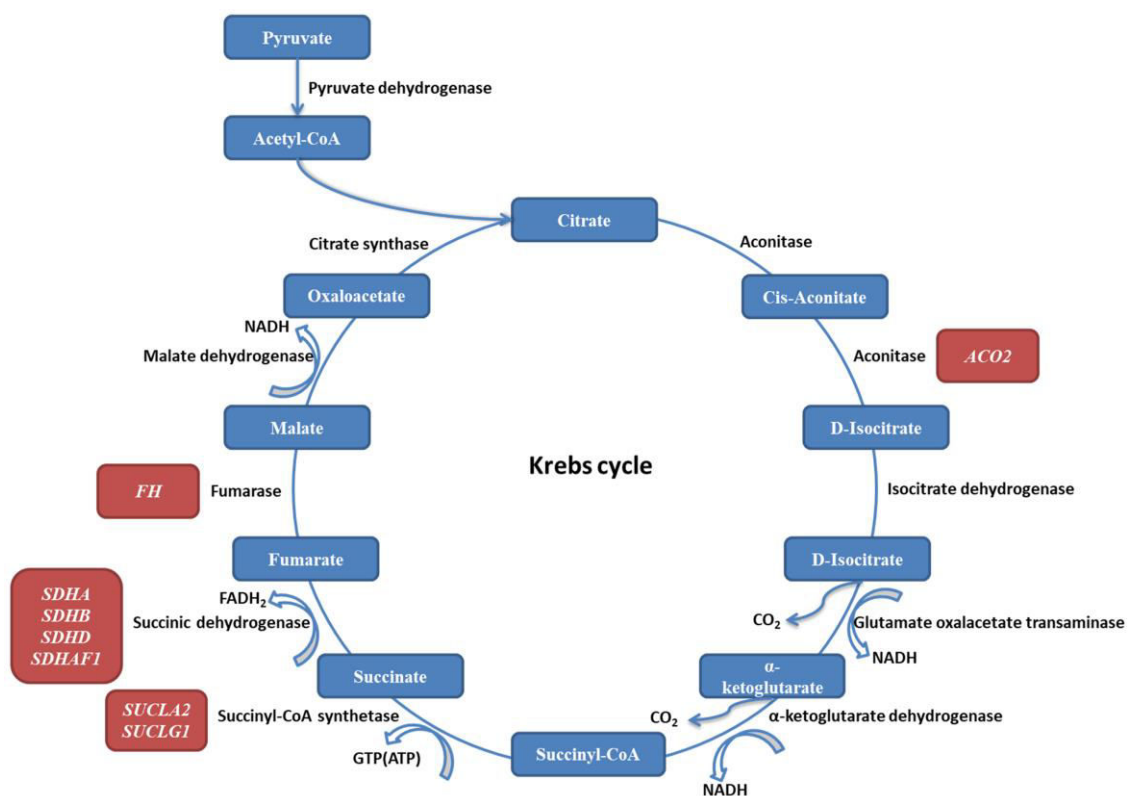 Pyruvate
Pyruvate dehydrogenase
Acetyl-CoA
Citrate
Citrate synthase
Aconitase
Oxaloacetate
Cis-Aconitate
NADH
Malate dehydrogenase
Aconitase
ACO2
Malate
D-Isocitrate
Krebs cycle
FH
Fumarase
Isocitrate dehydrogenase
Fumarate
D-Isocitrate
SDHA
SDHB
SDHD
SDHAF1
FADH₂
Succinic dehydrogenase
CO₂
Glutamate oxalacetate transaminase
NADH
Succinate
α-
ketoglutarate
SUCLA2
SUCLG1
Succinyl-CoA synthetase
CO₂
α-ketoglutarate dehydrogenase
GTP(ATP)
Succinyl-CoA
NADH